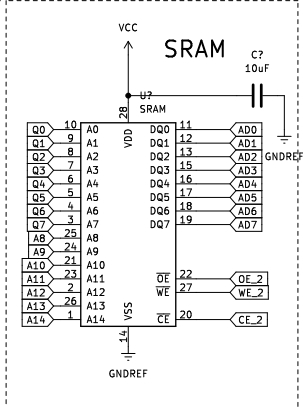 VCC
SRAM
C?
10uF
U?
SRAM
28
VDD
GNDREF
Q0 10 A0 DQ0 11 AD0
Q1 9 A1 DQ1 12 AD1
Q2 8 A2 DQ2 13 AD2
Q3 7 A3 DQ3 15 AD3
Q4 6 A4 DQ4 16 AD4
Q5 5 A5 DQ5 17 AD5
Q6 4 A6 DQ6 18 AD6
Q7 3 A7 DQ7 19 AD7
A8 25 A8
A9 24 A9
A10 21 A10
A11 23 A11 OE 22 OE_2
A12 2 A12 WE 27 WE_2
A13 26 A13
A14 1 A14 CE 20 CE_2
VSS
14
GNDREF